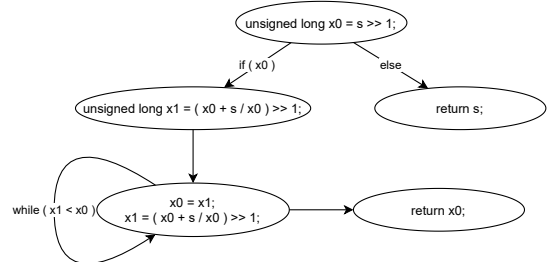 unsigned long x0 = s >> 1;
if ( x0 )
else
unsigned long x1 = ( x0 + s / x0 ) >> 1;
return s;
while ( x1 < x0 )
x0 = x1;
x1 = ( x0 + s / x0 ) >> 1;
return x0;